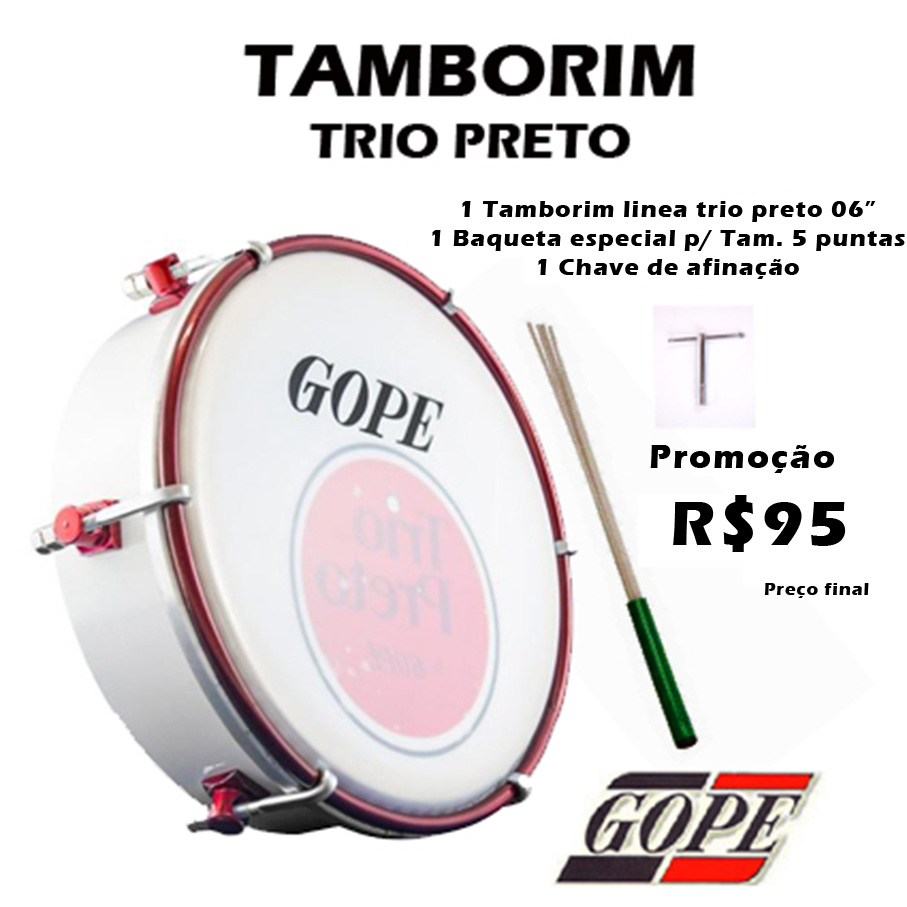 TAMBORIM
TRIO PRETO
1 Tamborim linea trio preto 06”
1 Baqueta especial p/ Tam. 5 puntas
1 Chave de afinação
GOPE
Trio
Preto
GOPE
Promoção
R$95
Preço final
GOPE